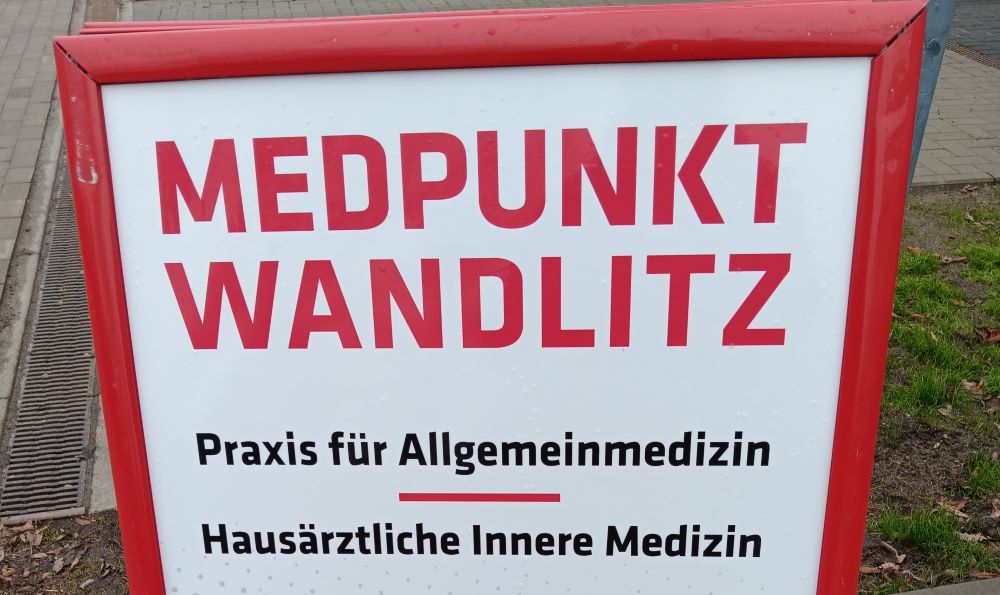 MEDPUNKT
WANDLITZ
Praxis für Allgemeinmedizin
Hausärztliche Innere Medizin